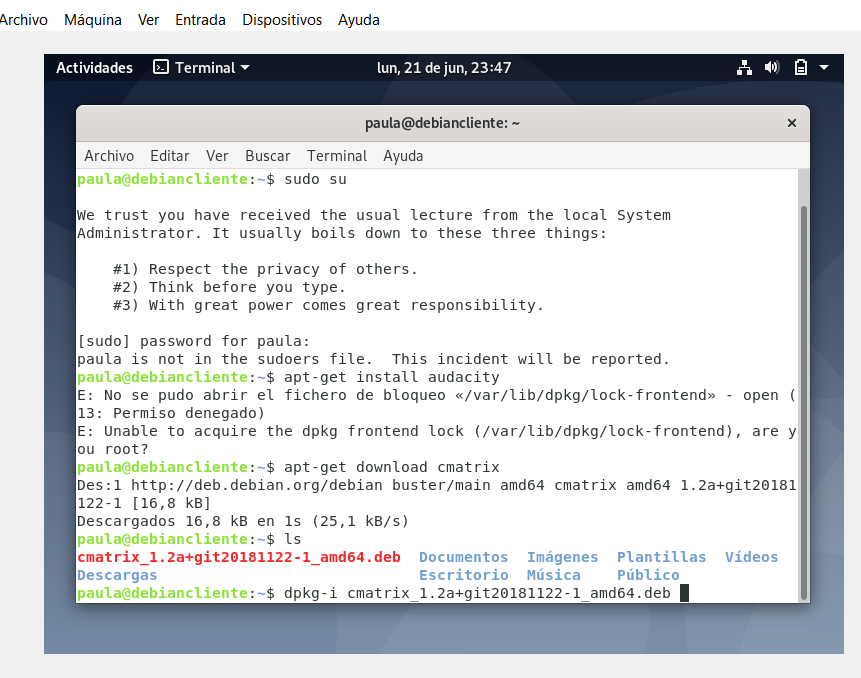 Archivo Máquina Ver Entrada Dispositivos Ayuda
Actividades Terminal lun, 21 de jun, 23:47
paula@debiancliente: ~
Archivo Editar Ver Buscar Terminal Ayuda
paula@debiancliente:~$ sudo su
We trust you have received the usual lecture from the local System
Administrator. It usually boils down to these three things:
#1) Respect the privacy of others.
#2) Think before you type.
#3) With great power comes great responsibility.
[sudo] password for paula:
paula is not in the sudoers file.  This incident will be reported.
paula@debiancliente:~$ apt-get install audacity
E: No se pudo abrir el fichero de bloqueo «/var/lib/dpkg/lock-frontend» - open (
13: Permiso denegado)
E: Unable to acquire the dpkg frontend lock (/var/lib/dpkg/lock-frontend), are y
ou root?
paula@debiancliente:~$ apt-get download cmatrix
Des:1 http://deb.debian.org/debian buster/main amd64 cmatrix amd64 1.2a+git20181
122-1 [16,8 kB]
Descargados 16,8 kB en 1s (25,1 kB/s)
paula@debiancliente:~$ ls
cmatrix_1.2a+git20181122-1_amd64.deb  Documentos  Imágenes  Plantillas  Vídeos
Descargas  Escritorio  Música  Público
paula@debiancliente:~$ dpkg-i cmatrix_1.2a+git20181122-1_amd64.deb